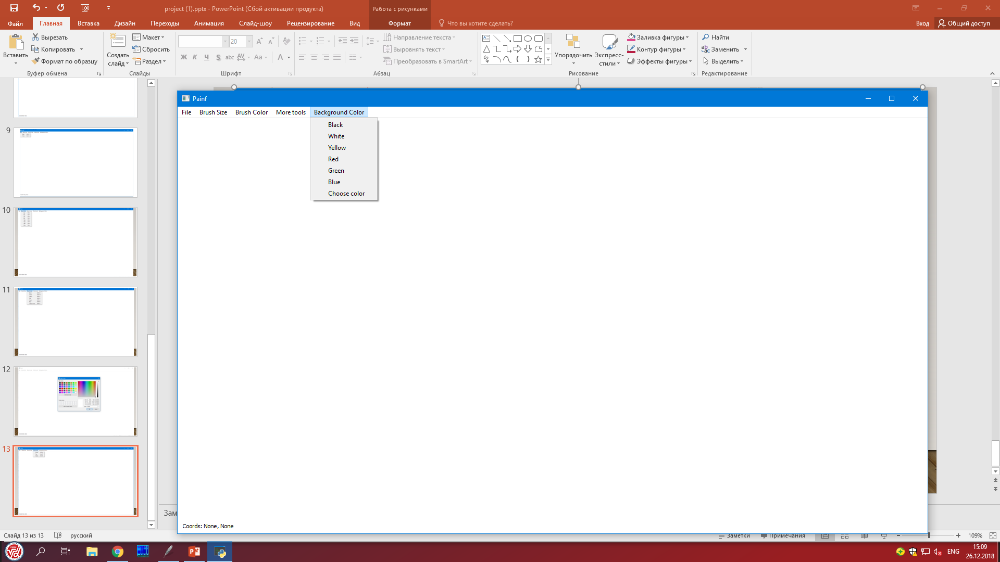 project (1).pptx - PowerPoint (Сбой активации продукта)
Работа с рисунками
Файл Главная Вставка Дизайн Переходы Анимация Слайд-шоу Рецензирование Вид Формат Что вы хотите сделать? Вход Общий доступ
Вставить
Вырезать
Копировать
Формат по образцу
Буфер обмена
Создать
слайд
Макет
Сбросить
Раздел
Слайды
20
Ж К Ч S abc AV Aa A
Шрифт
Направление текста
Выровнять текст
Преобразовать в SmartArt
Абзац
Упорядочить
Экспресс-
стили
Заливка фигуры
Контур фигуры
Эффекты фигуры
Рисование
Найти
Заменить
Выделить
Редактирование
9
10
11
12
13
Painf
File Brush Size Brush Color More tools Background Color
Black
White
Yellow
Red
Green
Blue
Choose color
Coords: None, None
Зам
Слайд 13 из 13 русский
Заметки Примечания 109%
ENG
15:09
26.12.2018